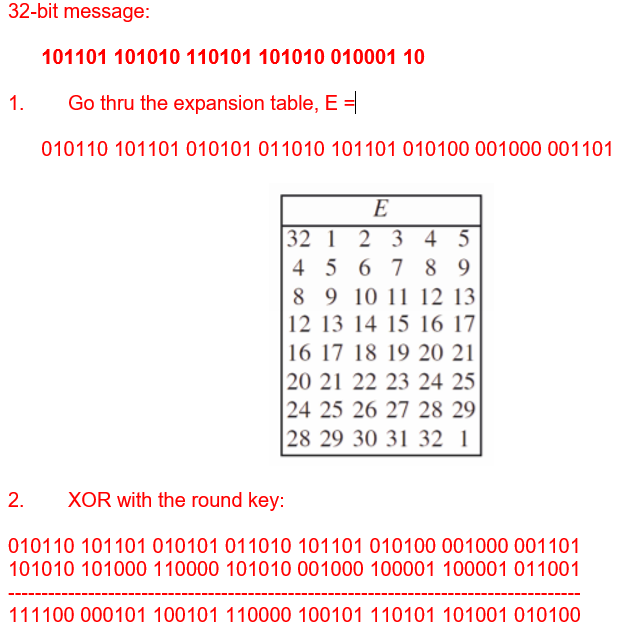 32-bit message:
101101 101010 110101 101010 010001 10
1. Go thru the expansion table, E =
010110 101101 010101 011010 101101 010100 001000 001101
E
32 1 2 3 4 5
4 5 6 7 8 9
8 9 10 11 12 13
12 13 14 15 16 17
16 17 18 19 20 21
20 21 22 23 24 25
24 25 26 27 28 29
28 29 30 31 32 1
2. XOR with the round key:
010110 101101 010101 011010 101101 010100 001000 001101
101010 101000 110000 101010 001000 100001 100001 011001
------------------------------------------------------------------------------------------
111100 000101 100101 110000 100101 110101 101001 010100